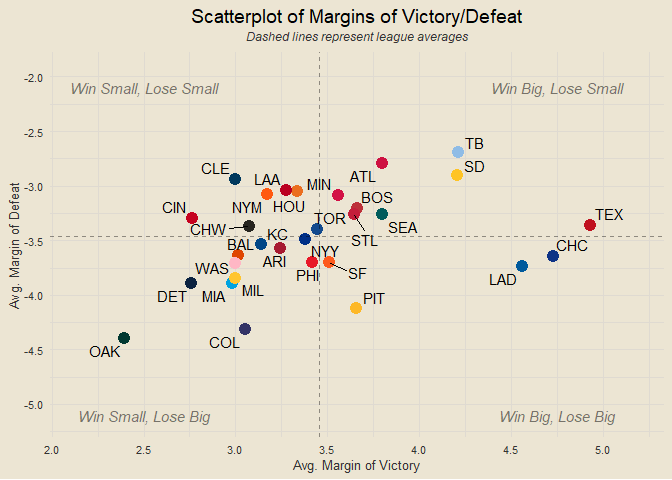 Scatterplot of Margins of Victory/Defeat
Dashed lines represent league averages
-2.0
Win Small, Lose Small
Win Big, Lose Small
-2.5
TB
CLE
LAA
MIN
ATL
SD
-3.0
CIN
NYM
HOU
BOS
TEX
CHW
TOR
SEA
KC
STL
-3.5
BAL
NYY
CHC
WAS
ARI
PHI
SF
LAD
DET
MIA
MIL
PIT
-4.0
COL
OAK
-4.5
-5.0
Win Small, Lose Big
Win Big, Lose Big
Avg. Margin of Defeat
2.0
2.5
3.0
3.5
4.0
4.5
5.0
Avg. Margin of Victory